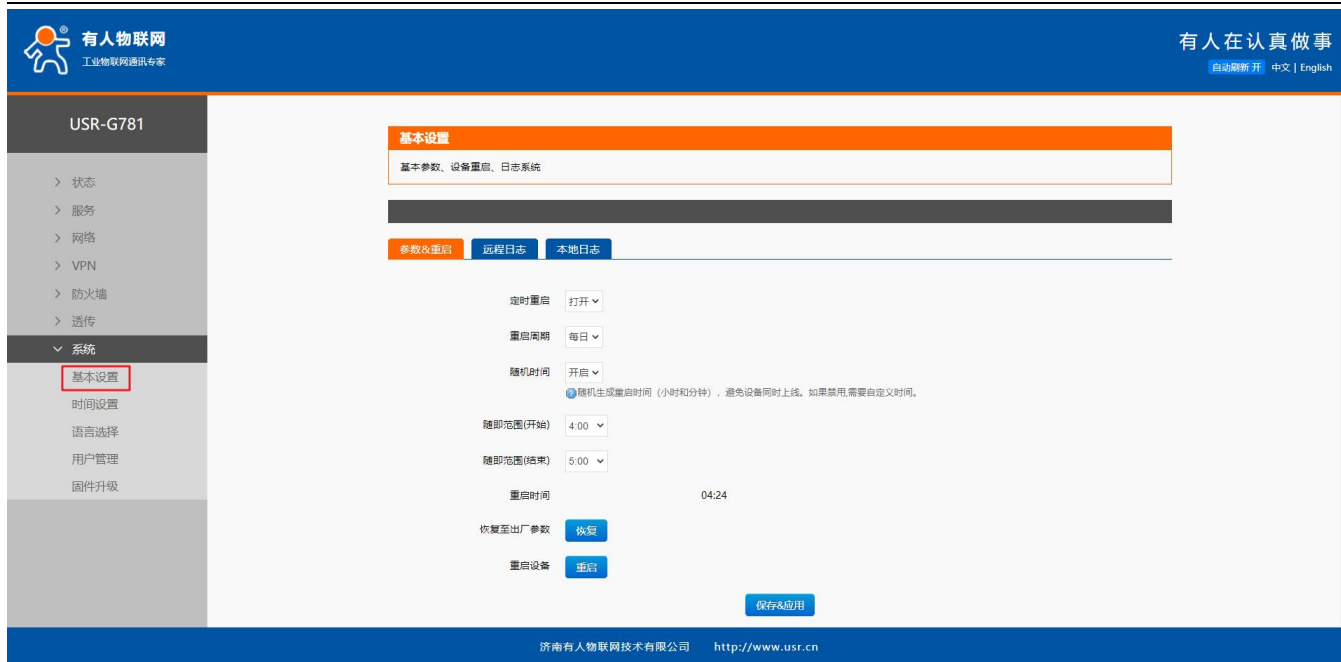 有人物联网
工业物联网通讯专家
有人在认真做事
自动刷新 开 中文 | English
USR-G781
状态
服务
网络
VPN
防火墙
透传
系统
基本设置
时间设置
语言选择
用户管理
固件升级
基本设置
基本参数、设备重启、日志系统
参数&重启 远程日志 本地日志
定时重启 打开
重启周期 每日
随机时间 开启
随机生成重启时间（小时和分钟），避免设备同时上线。如果禁用,需要自定义时间。
随即范围(开始) 4:00
随即范围(结束) 5:00
重启时间 04:24
恢复至出厂参数 恢复
重启设备 重启
保存&应用
济南有人物联网技术有限公司 http://www.usr.cn